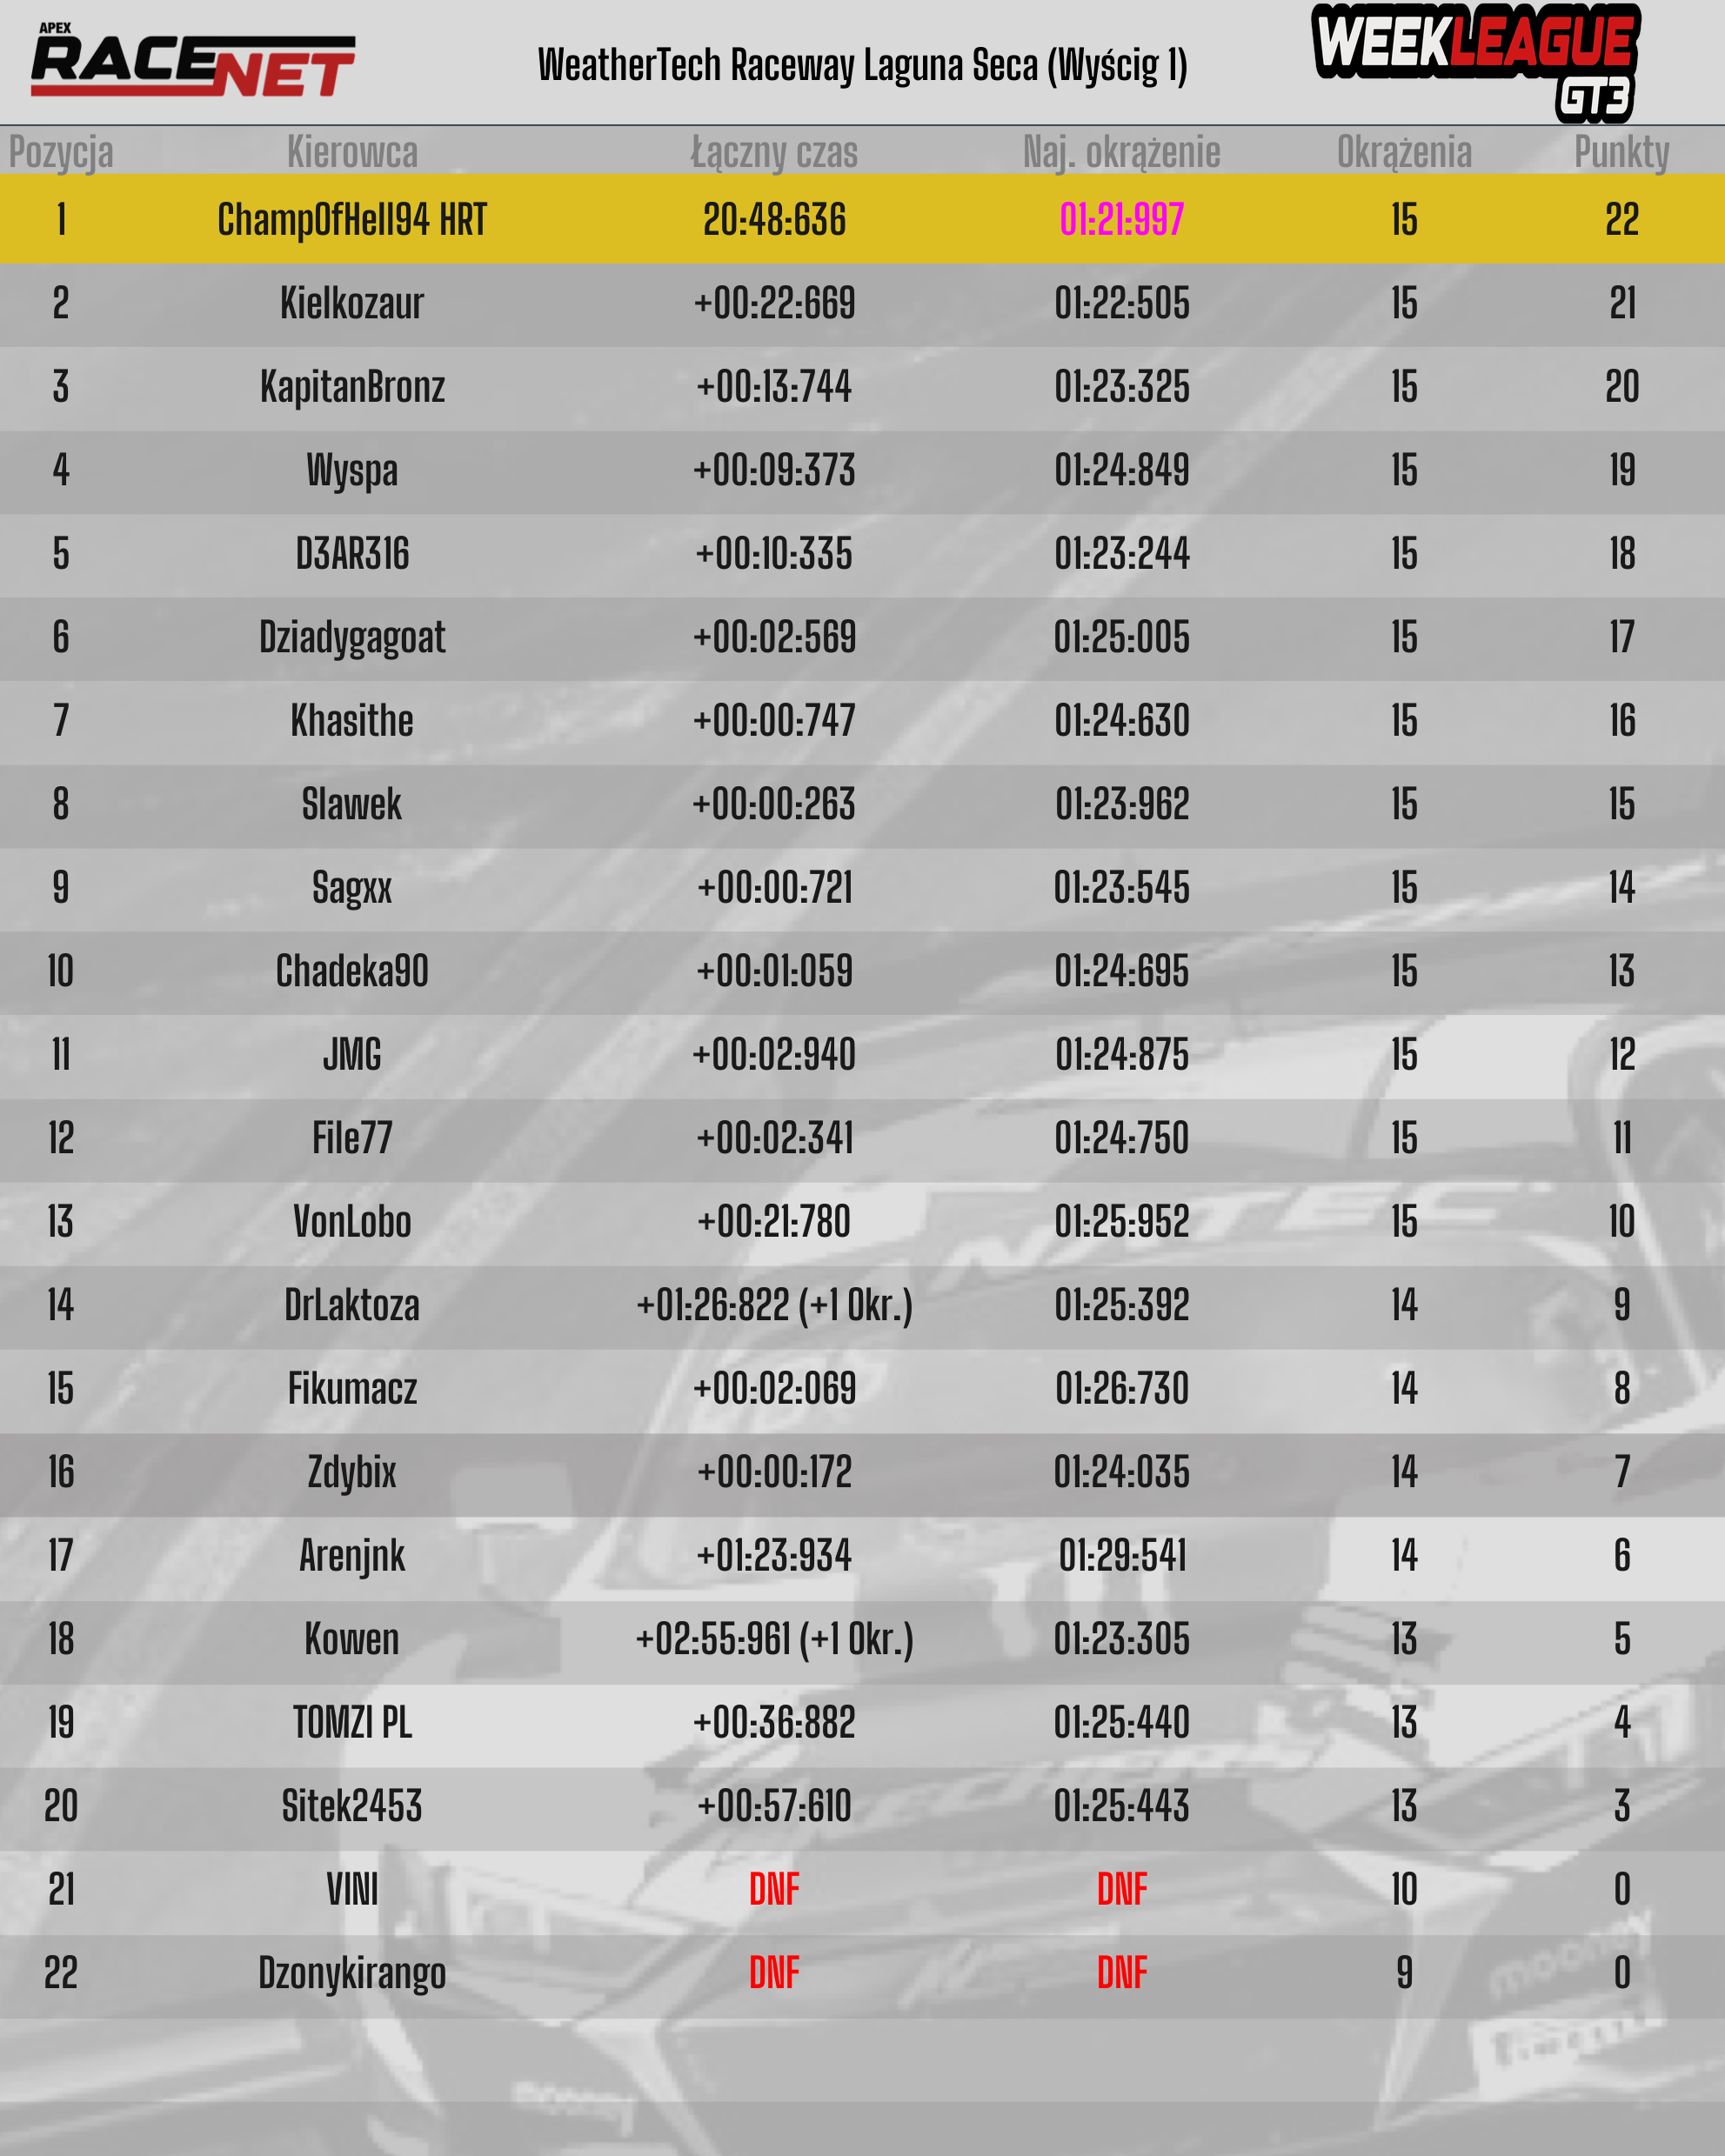 APEX
RACENET
WeatherTech Raceway Laguna Seca (Wyścig 1)
WEEKLEAGUE
GT3
Pozycja Kierowca Łączny czas Naj. okrążenie Okrążenia Punkty
1 ChampOfHell94 HRT 20:48:636 01:21:997 15 22
2 Kielkozaur +00:22:669 01:22:505 15 21
3 KapitanBronz +00:13:744 01:23:325 15 20
4 Wyspa +00:09:373 01:24:849 15 19
5 D3AR316 +00:10:335 01:23:244 15 18
6 Dziadygagoat +00:02:569 01:25:005 15 17
7 Khasithe +00:00:747 01:24:630 15 16
8 Slawek +00:00:263 01:23:962 15 15
9 Sagxx +00:00:721 01:23:545 15 14
10 Chadeka90 +00:01:059 01:24:695 15 13
11 JMG +00:02:940 01:24:875 15 12
12 File77 +00:02:341 01:24:750 15 11
13 VonLobo +00:21:780 01:25:952 15 10
14 DrLaktoza +01:26:822 (+1 Okr.) 01:25:392 14 9
15 Fikumacz +00:02:069 01:26:730 14 8
16 Zdybix +00:00:172 01:24:035 14 7
17 Arenjnk +01:23:934 01:29:541 14 6
18 Kowen +02:55:961 (+1 Okr.) 01:23:305 13 5
19 TOMZI PL +00:36:882 01:25:440 13 4
20 Sitek2453 +00:57:610 01:25:443 13 3
21 VINI DNF DNF 10 0
22 Dzonykirango DNF DNF 9 0
mooney
mooney